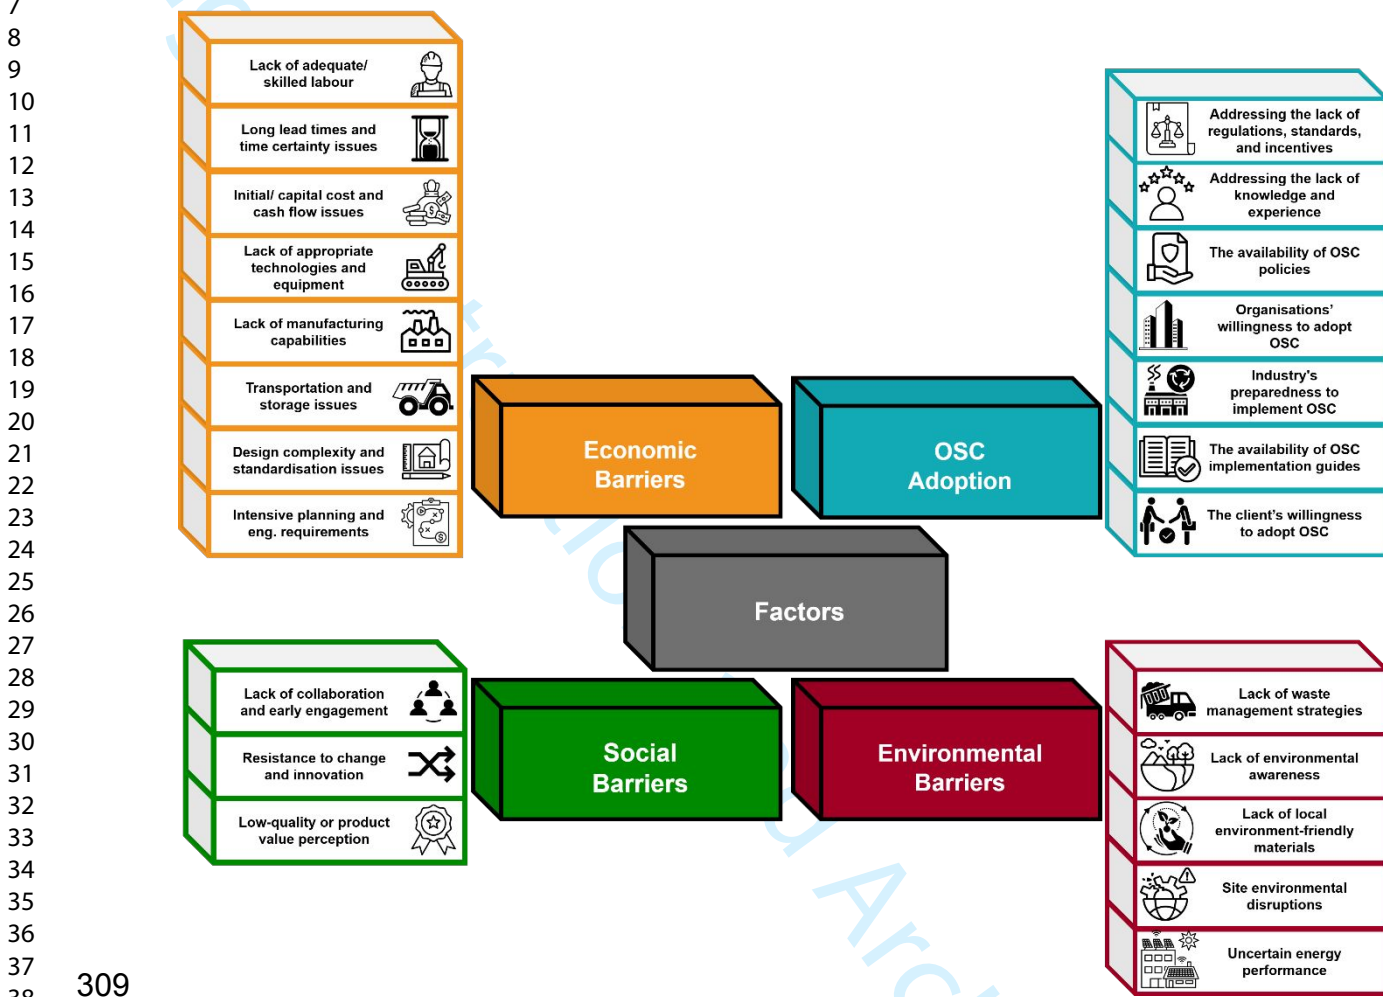 7
8
9
10
11
12
13
14
15
16
17
18
19
20
21
22
23
24
25
26
27
28
29
30
31
32
33
34
35
36
37
38
309
Lack of adequate/
skilled labour
Long lead times and
time certainty issues
Initial/ capital cost and
cash flow issues
Lack of appropriate
technologies and
equipment
Lack of manufacturing
capabilities
Transportation and
storage issues
Design complexity and
standardisation issues
Intensive planning and
eng. requirements
Economic
Barriers
OSC
Adoption
Addressing the lack of
regulations, standards,
and incentives
Addressing the lack of
knowledge and
experience
The availability of OSC
policies
Organisations'
willingness to adopt
OSC
Industry's
preparedness to
implement OSC
The availability of OSC
implementation guides
The client's willingness
to adopt OSC
Factors
Lack of collaboration
and early engagement
Resistance to change
and innovation
Low-quality or product
value perception
Social
Barriers
Environmental
Barriers
Lack of waste
management strategies
Lack of environmental
awareness
Lack of local
environment-friendly
materials
Site environmental
disruptions
Uncertain energy
performance